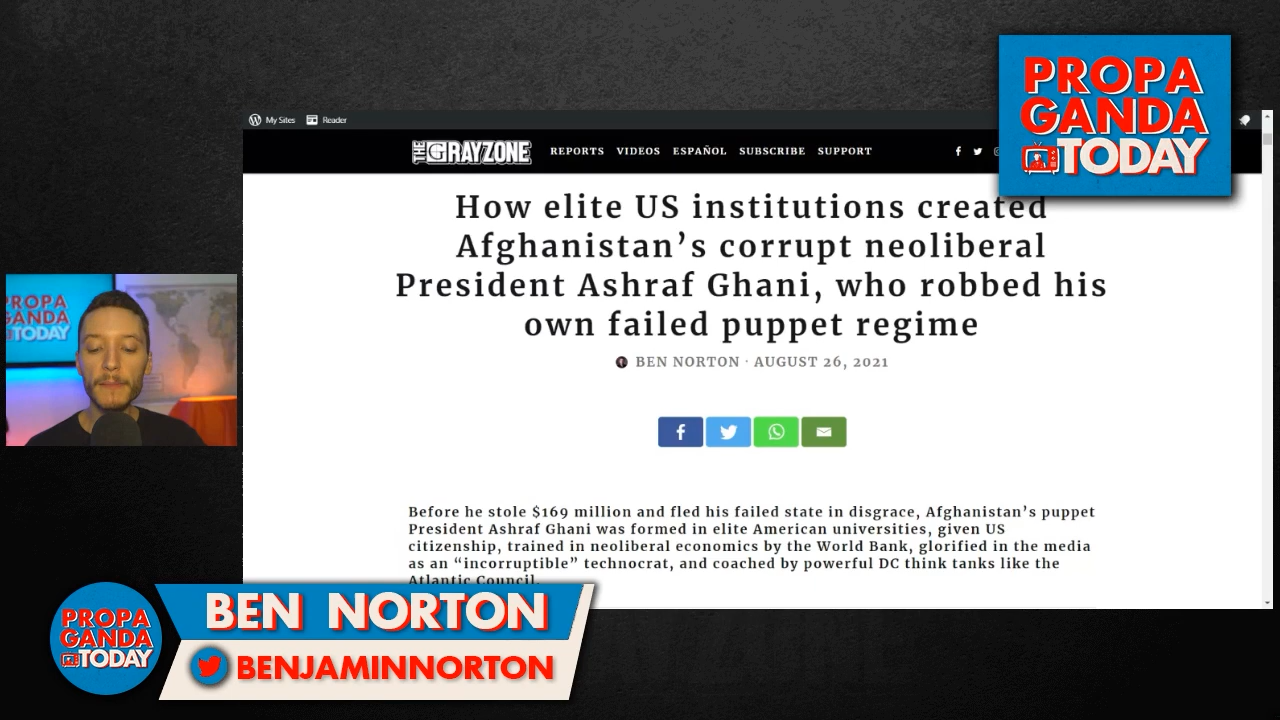 PROPA
GANDA
TODAY
My Sites
Reader
THE GRAYZONE
REPORTS
VIDEOS
ESPAÑOL
SUBSCRIBE
SUPPORT
How elite US institutions created
Afghanistan's corrupt neoliberal
President Ashraf Ghani, who robbed his
own failed puppet regime
BEN NORTON · AUGUST 26, 2021
Before he stole $169 million and fled his failed state in disgrace, Afghanistan's puppet
President Ashraf Ghani was formed in elite American universities, given US
citizenship, trained in neoliberal economics by the World Bank, glorified in the media
as an “incorruptible” technocrat, and coached by powerful DC think tanks like the
Atlantic Council.
PROPA
GANDA
TODAY
PROPA
GANDA
TODAY
BEN NORTON
BENJAMINNORTON